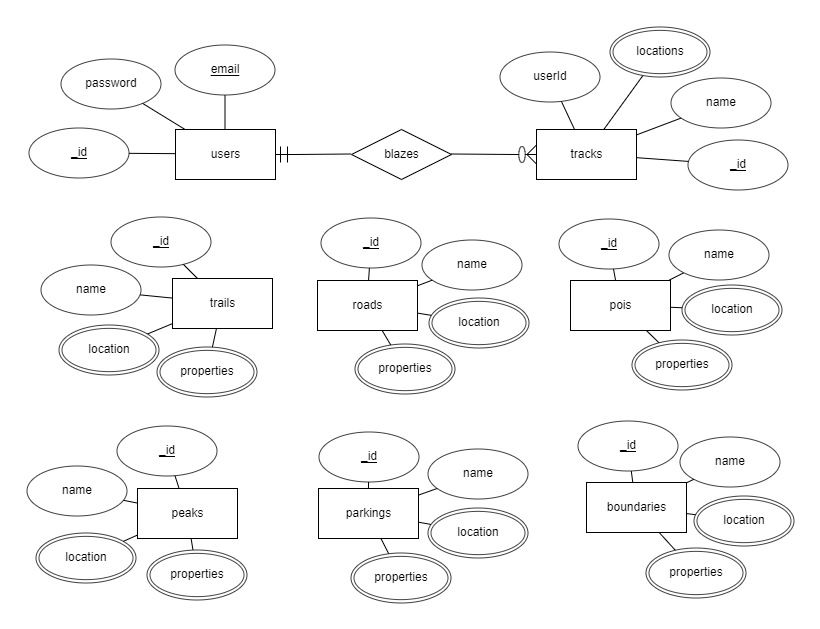 locations
email
userId
password
name
_id
users
blazes
tracks
_id
_id
_id
_id
name
name
name
trails
roads
pois
location
location
location
properties
properties
properties
_id
_id
_id
name
name
name
peaks
parkings
boundaries
location
location
location
properties
properties
properties